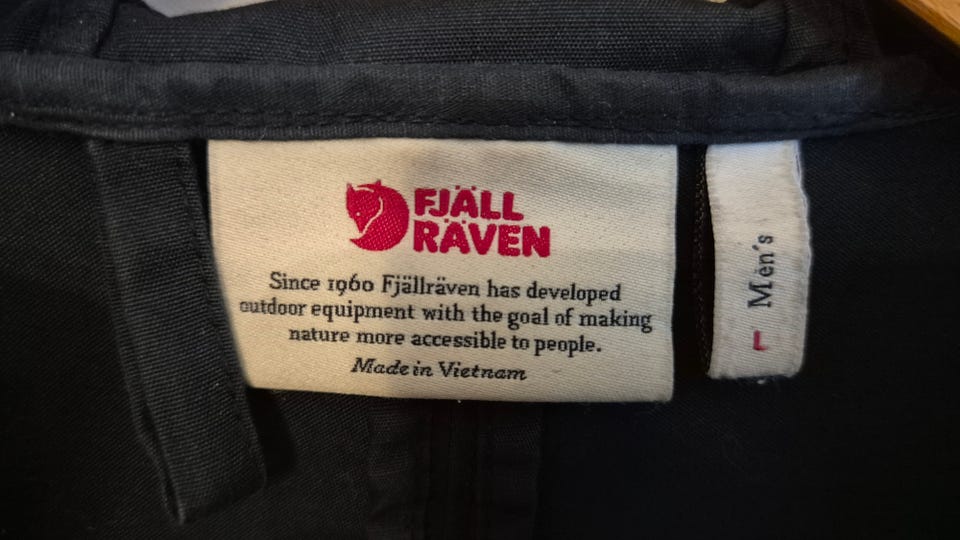 FJÄLL
RÄVEN
Since 1960 Fjällräven has developed
outdoor equipment with the goal of making
nature more accessible to people.
Made in Vietnam
L Men´s